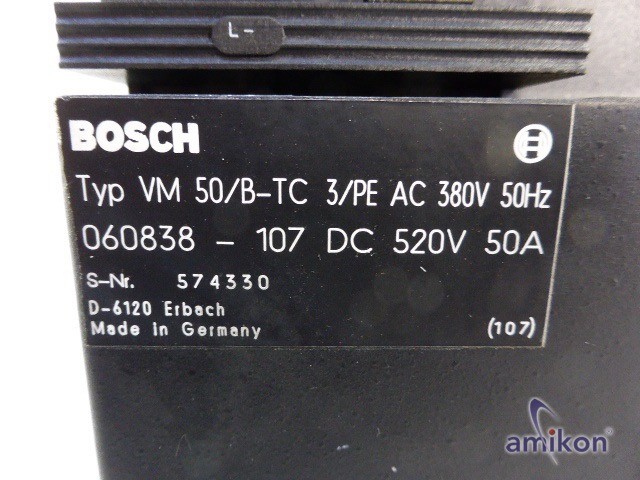 L-
BOSCH
Typ VM 50/B-TC 3/PE AC 380V 50Hz
060838 - 107 DC 520V 50A
S-Nr. 574330
D-6120 Erbach
Made in Germany (107)
amikon